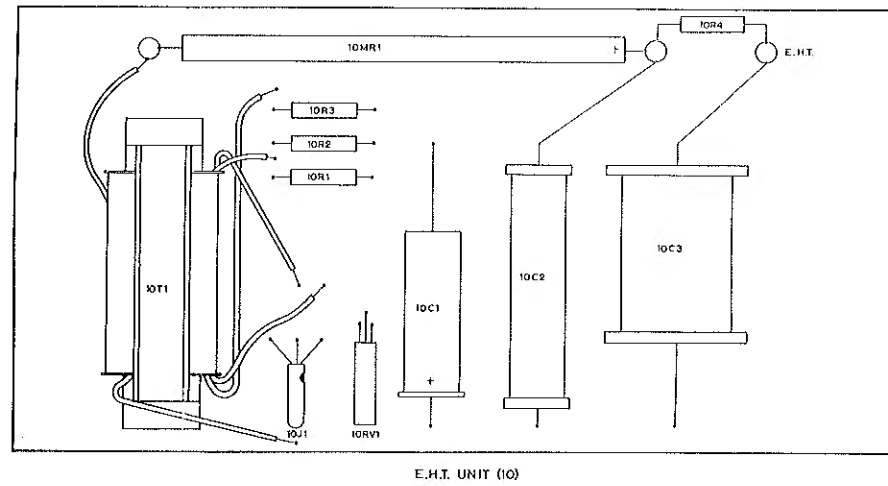 10R4
10MR1
+
E.H.T.
10R3
10R2
10R1
10T1
10C1
10C2
10C3
+
10J1
10RV1
E.H.T. UNIT (10)